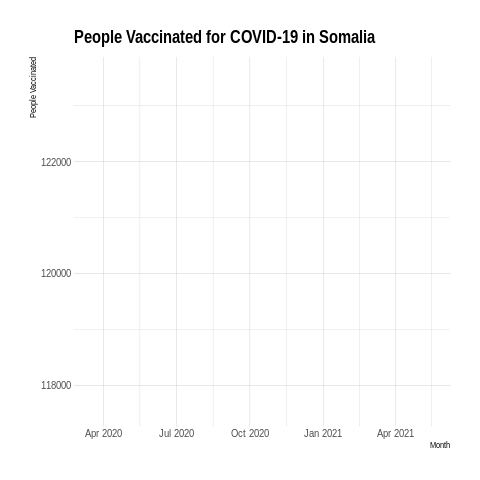 People Vaccinated for COVID-19 in Somalia
People Vaccinated
122000
120000
118000
Apr 2020 Jul 2020 Oct 2020 Jan 2021 Apr 2021
Month